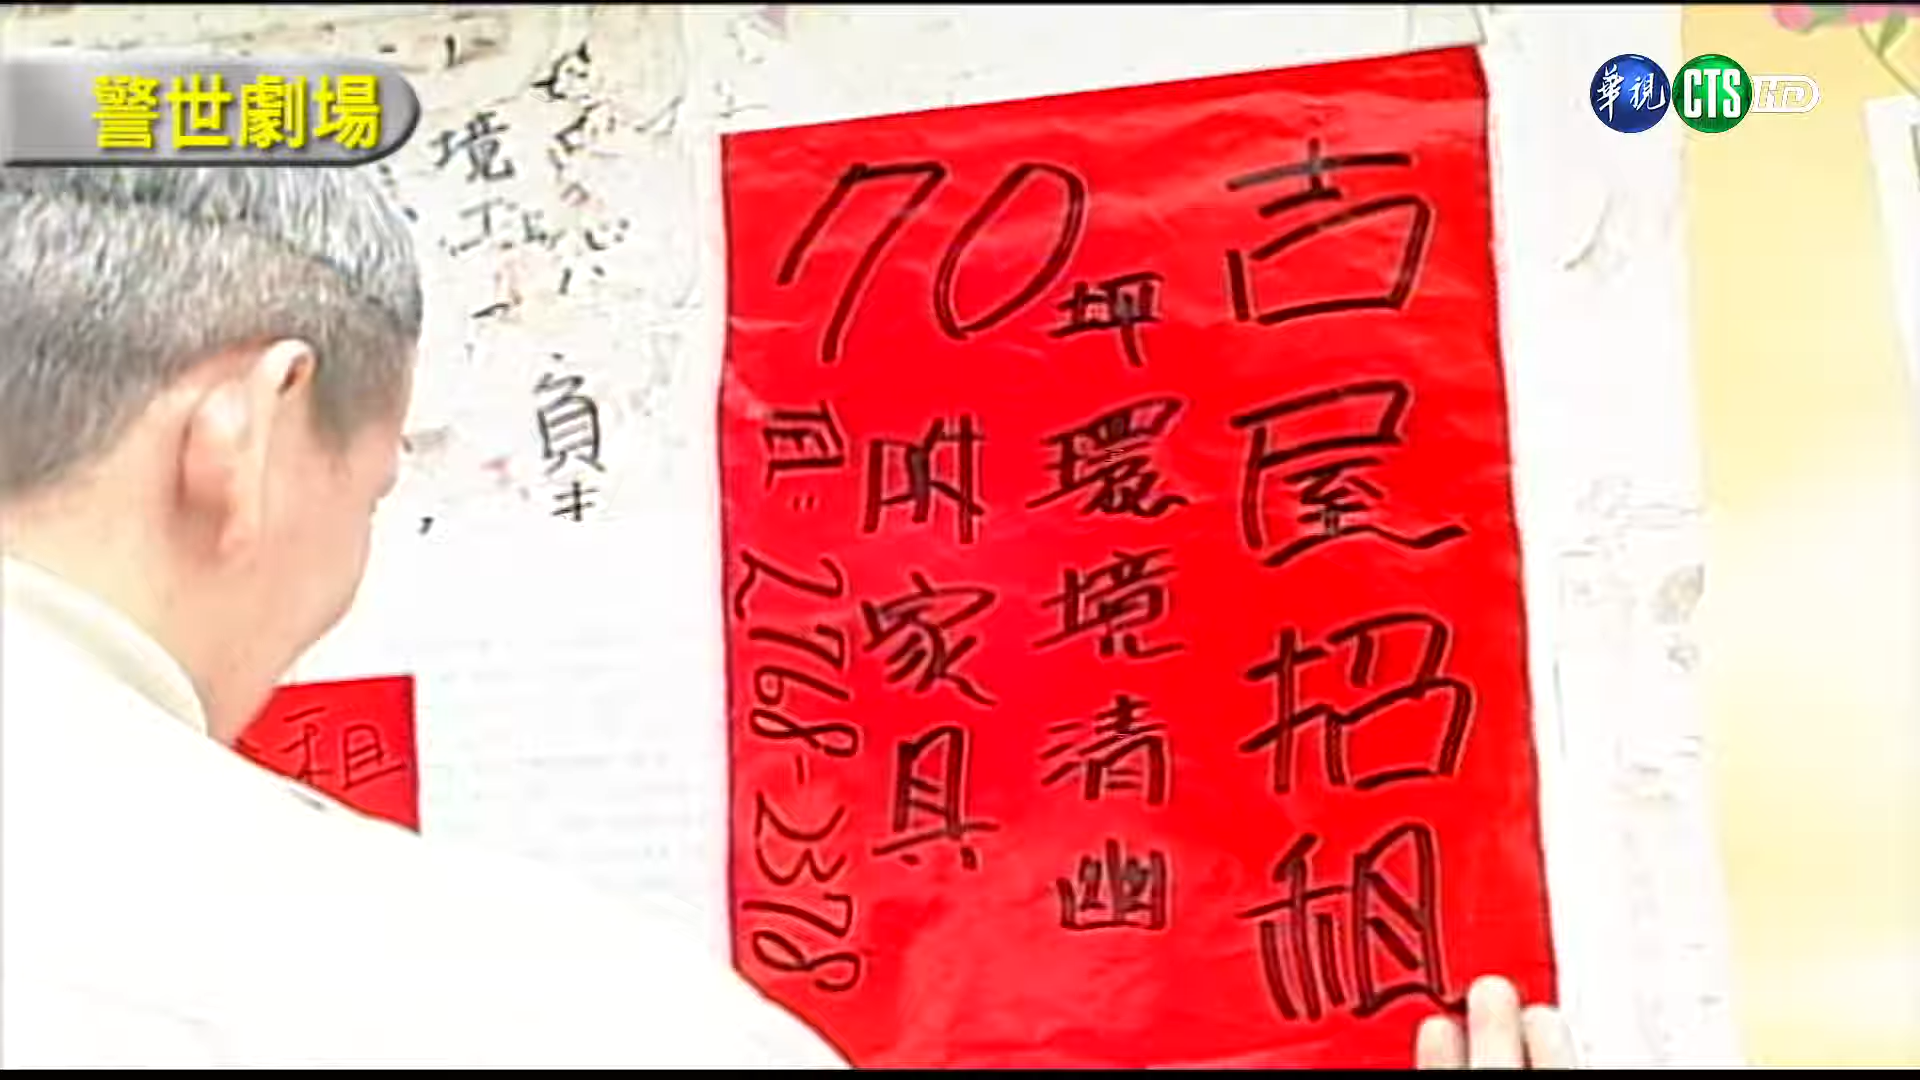 警世劇場
華視 CTS HD
吉屋招租
70坪環境清幽
附家具
TEL: 2768-2378
境
負
租